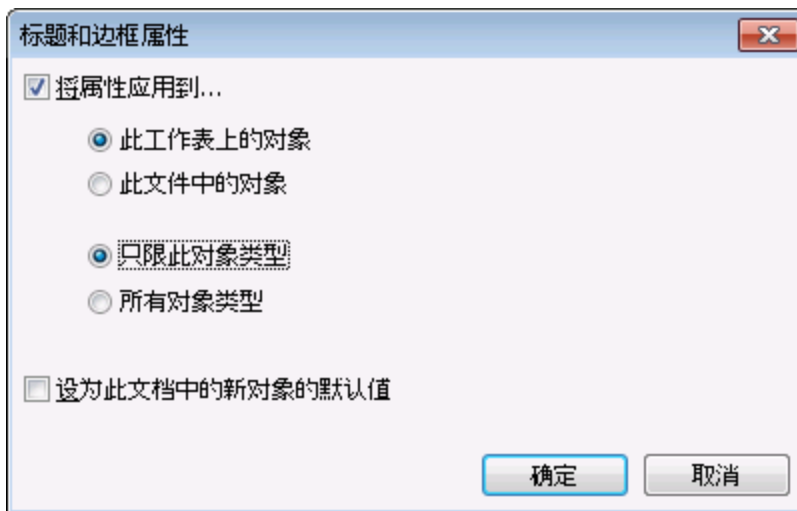 标题和边框属性
将属性应用到...
此工作表上的对象
此文件中的对象
只限此对象类型
所有对象类型
设为此文档中的新对象的默认值
确定
取消